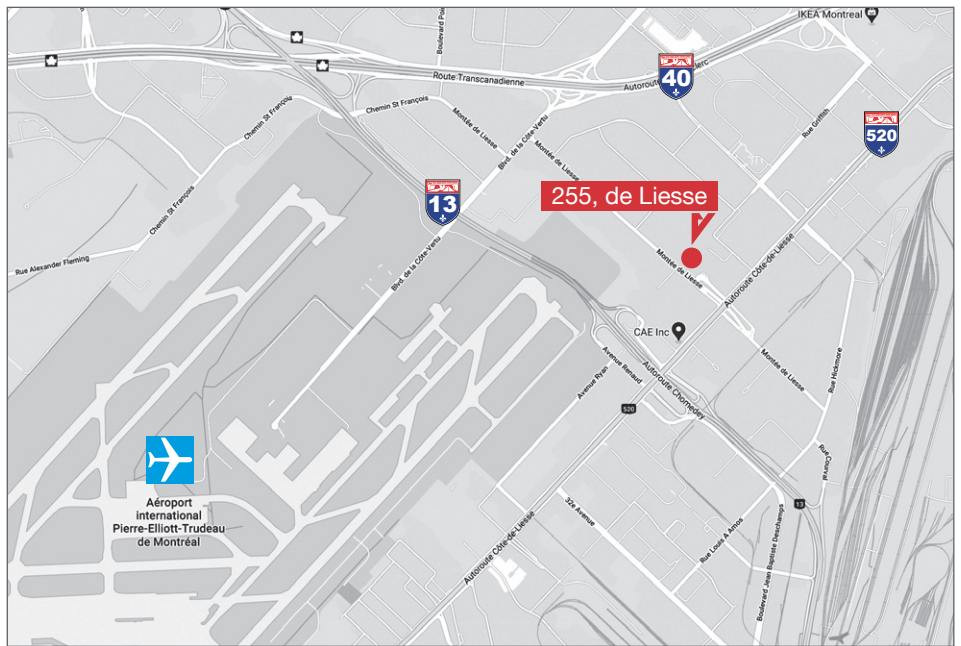 IKEA Montreal
Boulevard Poi
Route Transcanadienne
Autoroute
erc
40
520
Chemin St François
Chemin St François
Montée de Liesse
Blvd. de la Côte-Vertu
Montée de Liesse
Rue Griffith
255, de Liesse
13
Chemin St François
Rue Alexander Fleming
Blvd. de la Côte-Vertu
Montée de Liesse
Autoroute Côte-de-Liesse
CAE Inc
Avenue Renaud
Avenue Ryan
Autoroute Chomedey
Montée de Liesse
Rue Hickmore
520
Rue Courval
Aéroport
international
Pierre-Elliott-Trudeau
de Montréal
32e Avenue
13
Rue Louis A Amos
Boulevard Jean Baptiste Deschamps
Autoroute Côte-de-Liesse